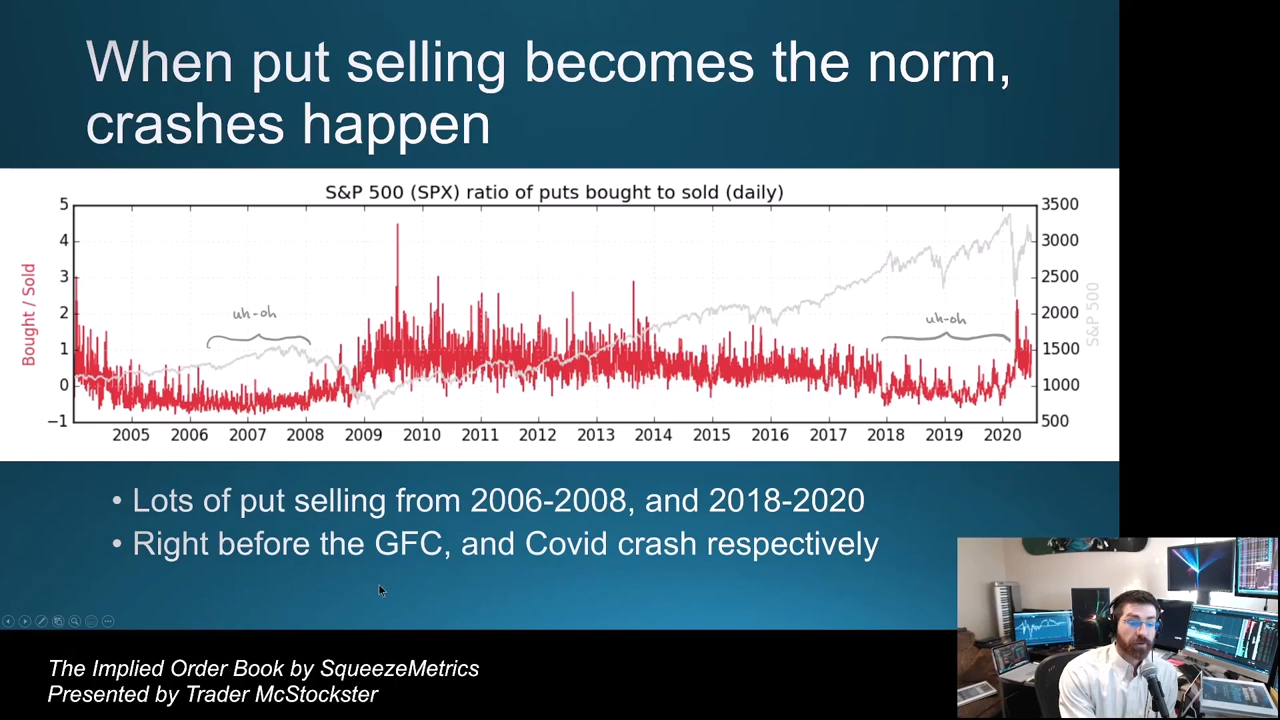 When put selling becomes the norm,
crashes happen
S&P 500 (SPX) ratio of puts bought to sold (daily)
5
4
3
2
1
0
−1
Bought / Sold
uh-oh
uh-oh
3500
3000
2500
2000
1500
1000
500
S&P 500
2005 2006 2007 2008 2009 2010 2011 2012 2013 2014 2015 2016 2017 2018 2019 2020
• Lots of put selling from 2006-2008, and 2018-2020
• Right before the GFC, and Covid crash respectively
The Implied Order Book by SqueezeMetrics
Presented by Trader McStockster